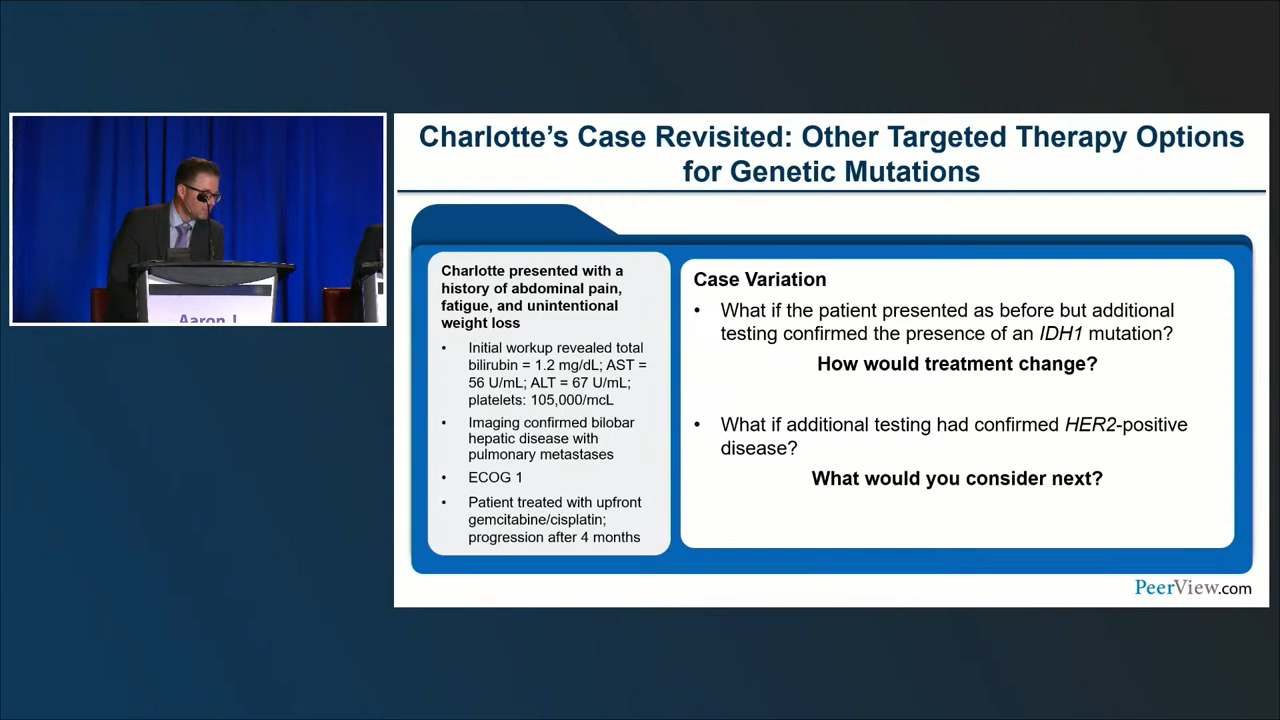 Charlotte's Case Revisited: Other Targeted Therapy Options
for Genetic Mutations
Charlotte presented with a
history of abdominal pain,
fatigue, and unintentional
weight loss
• Initial workup revealed total
bilirubin = 1.2 mg/dL; AST =
56 U/mL; ALT = 67 U/mL;
platelets: 105,000/mcL
• Imaging confirmed bilobar
hepatic disease with
pulmonary metastases
• ECOG 1
• Patient treated with upfront
gemcitabine/cisplatin;
progression after 4 months
Case Variation
• What if the patient presented as before but additional
testing confirmed the presence of an IDH1 mutation?
How would treatment change?
• What if additional testing had confirmed HER2-positive
disease?
What would you consider next?
Aaron J
PeerView.com